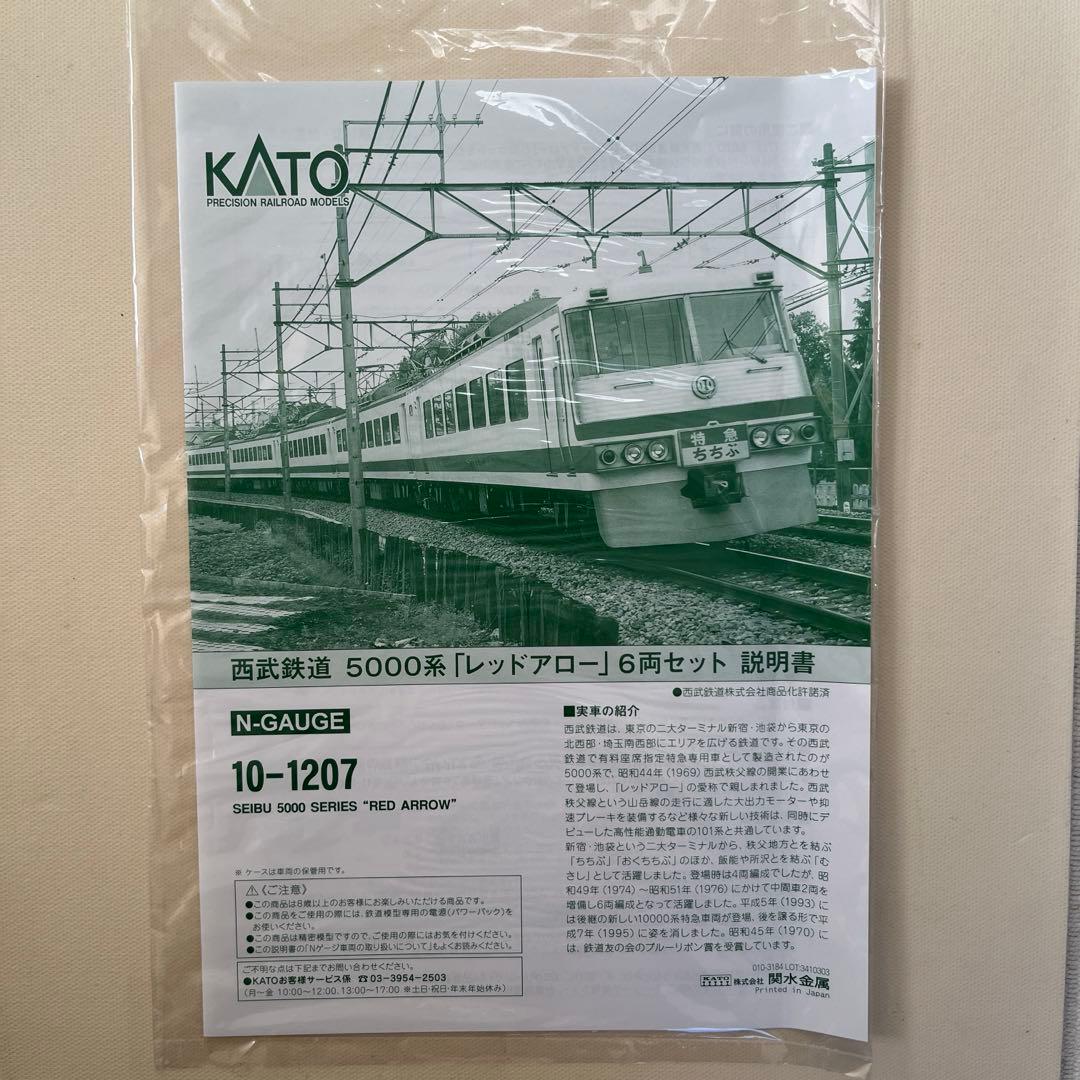 KATO
PRECISION RAILROAD MODELS
特急
ちちぶ
西武鉄道 5000系「レッドアロー」6両セット 説明書
●西武鉄道株式会社商品化許諾済
N-GAUGE
10-1207
SEIBU 5000 SERIES “RED ARROW”
※ ケースは車両の保管用です。
⚠《ご注意》
●この商品は8歳以上のお客様にお楽しみいただける商品です。
●この商品をご使用の際には、鉄道模型専用の電源（パワーパック）を
お使いください。
●この商品は精密模型ですので、ご使用の際にはお気を付けください。
●この説明書の「Nゲージ車両の取り扱いについて」もよくお読みください。
ご不明な点は下記までお問い合わせください。
●KATOお客様サービス係 ☎03-3954-2503
（月〜金 10:00〜12:00、13:00〜17:00 ※土日・祝日・年末年始休み）
■実車の紹介
西武鉄道は、東京の二大ターミナル新宿・池袋から東京の
北西部・埼玉南西部にエリアを広げる鉄道です。その西武
鉄道で有料座席指定特急専用車として製造されたのが
5000系で、昭和44年（1969）西武秩父線の開業にあわせ
て登場し、「レッドアロー」の愛称で親しまれました。西武
秩父線という山岳線の走行に適した大出力モーターや抑
速ブレーキを装備するなど様々な新しい技術は、同時にデ
ビューした高性能通勤電車の101系と共通しています。
新宿・池袋という二大ターミナルから、秩父地方とを結ぶ
「ちちぶ」「おくちちぶ」のほか、飯能や所沢とを結ぶ「む
さし」として活躍しました。登場時は4両編成でしたが、昭
和49年（1974）〜昭和51年（1976）にかけて中間車2両を
増備し6両編成となって活躍しました。平成5年（1993）に
は後継の新しい10000系特急車両が登場、後を譲る形で平
成7年（1995）に姿を消しました。昭和45年（1970）に
は、鉄道友の会のブルーリボン賞を受賞しています。
010-3184 LOT:3410303
KATO 株式会社 関水金属
Printed in Japan